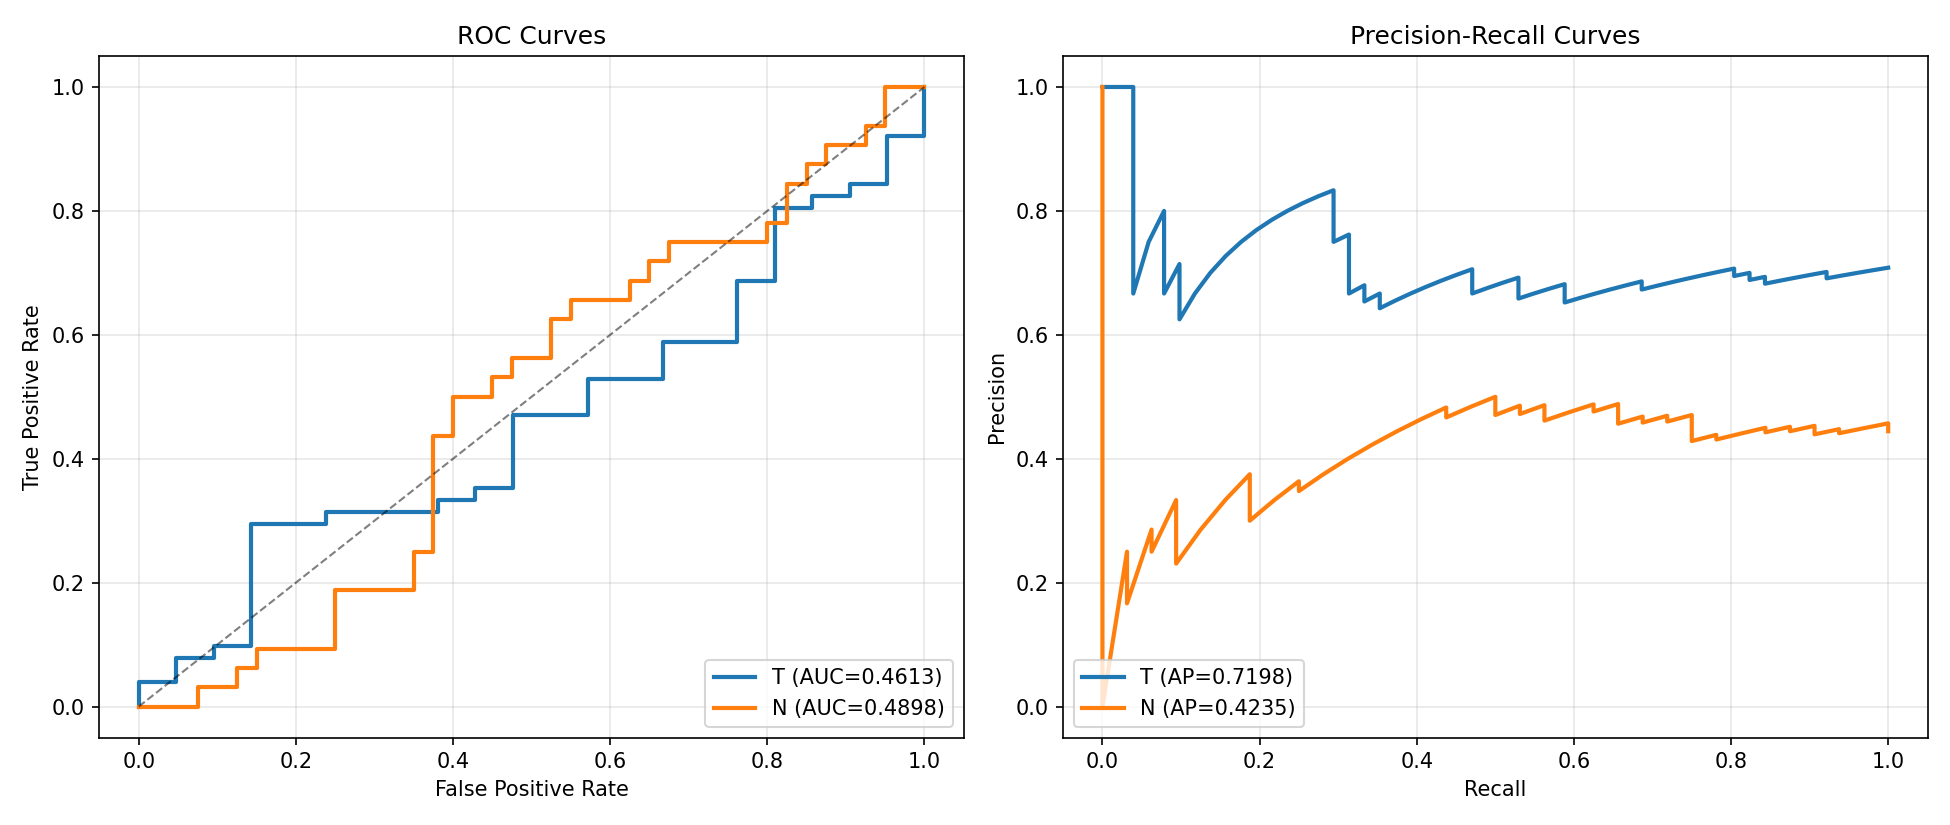 ROC Curves
True Positive Rate
1.0
0.8
0.6
0.4
0.2
0.0
T (AUC=0.4613)
N (AUC=0.4898)
0.0 0.2 0.4 0.6 0.8 1.0
False Positive Rate
Precision-Recall Curves
Precision
1.0
0.8
0.6
0.4
0.2
0.0
T (AP=0.7198)
N (AP=0.4235)
0.0 0.2 0.4 0.6 0.8 1.0
Recall